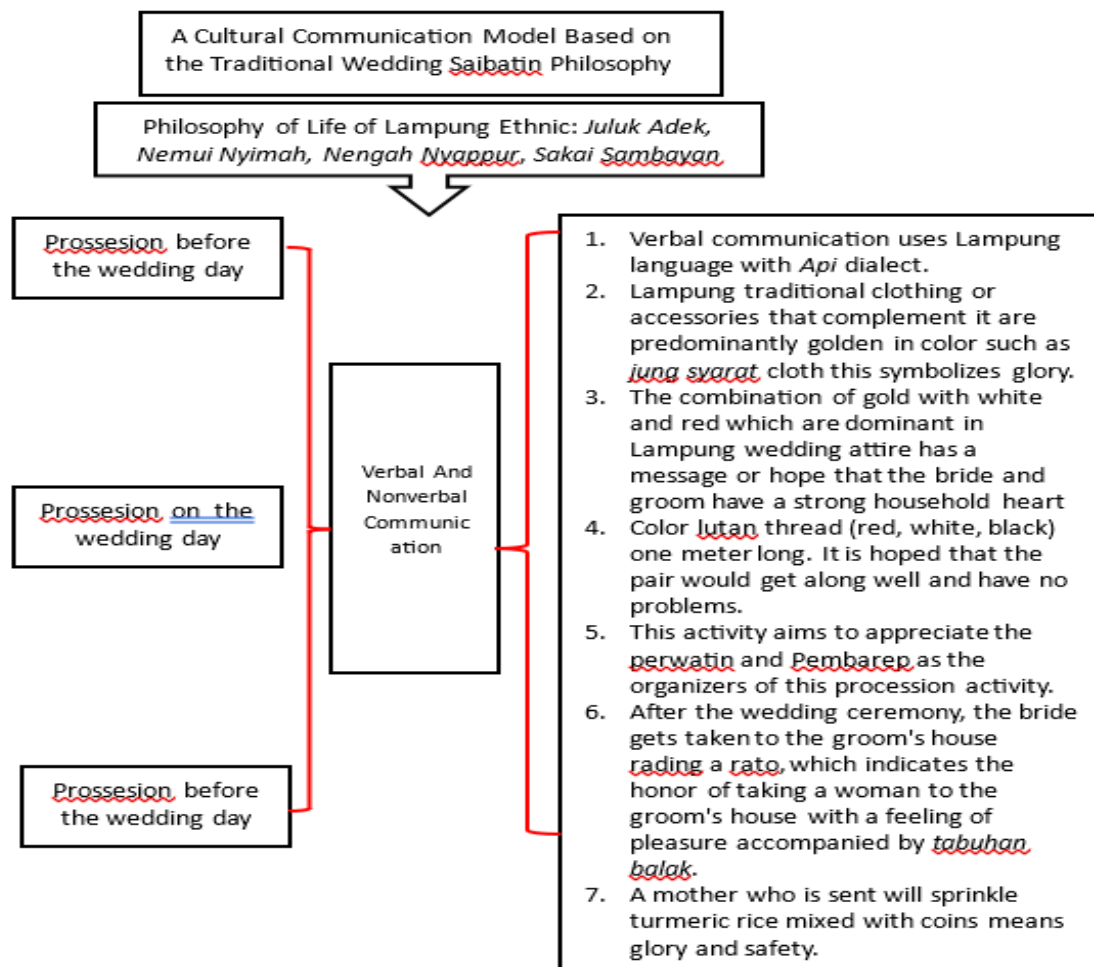 A Cultural Communication Model Based on
the Traditional Wedding Saibatin Philosophy
Philosophy of Life of Lampung Ethnic: Juluk Adek,
Nemui Nyimah, Nengah Nyappur, Sakai Sambayan
Prossesion before
the wedding day
Prossesion on the
wedding day
Prossesion before
the wedding day
Verbal And
Nonverbal
Communic
ation
1. Verbal communication uses Lampung
language with Api dialect.
2. Lampung traditional clothing or
accessories that complement it are
predominantly golden in color such as
jung syarat cloth this symbolizes glory.
3. The combination of gold with white
and red which are dominant in
Lampung wedding attire has a
message or hope that the bride and
groom have a strong household heart
4. Color lutan thread (red, white, black)
one meter long. It is hoped that the
pair would get along well and have no
problems.
5. This activity aims to appreciate the
perwatin and Pembarep as the
organizers of this procession activity.
6. After the wedding ceremony, the bride
gets taken to the groom's house
rading a rato, which indicates the
honor of taking a woman to the
groom's house with a feeling of
pleasure accompanied by tabuhan
balak.
7. A mother who is sent will sprinkle
turmeric rice mixed with coins means
glory and safety.